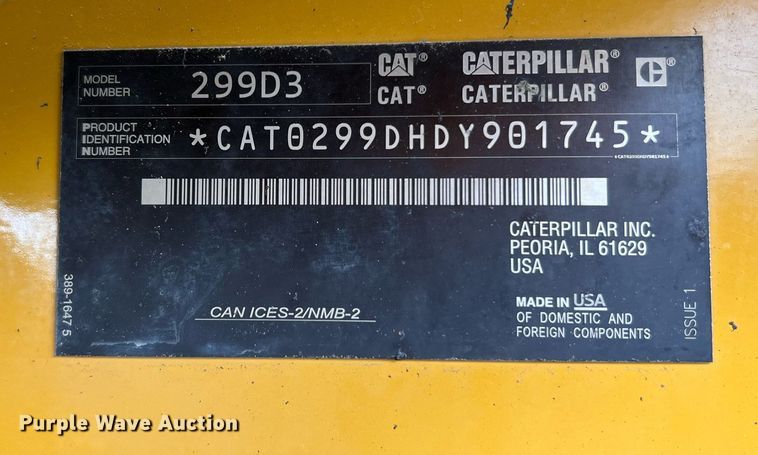 MODEL NUMBER 299D3
CAT® CATERPILLAR® C®
CAT® CATERPILLAR®
PRODUCT IDENTIFICATION NUMBER *CAT0299DHDY901745*
*CAT0299DHDY901745*
CATERPILLAR INC.
PEORIA, IL 61629
USA
MADE IN USA
OF DOMESTIC AND
FOREIGN COMPONENTS
CAN ICES-2/NMB-2
389-1647 5
ISSUE 1
Purple Wave Auction